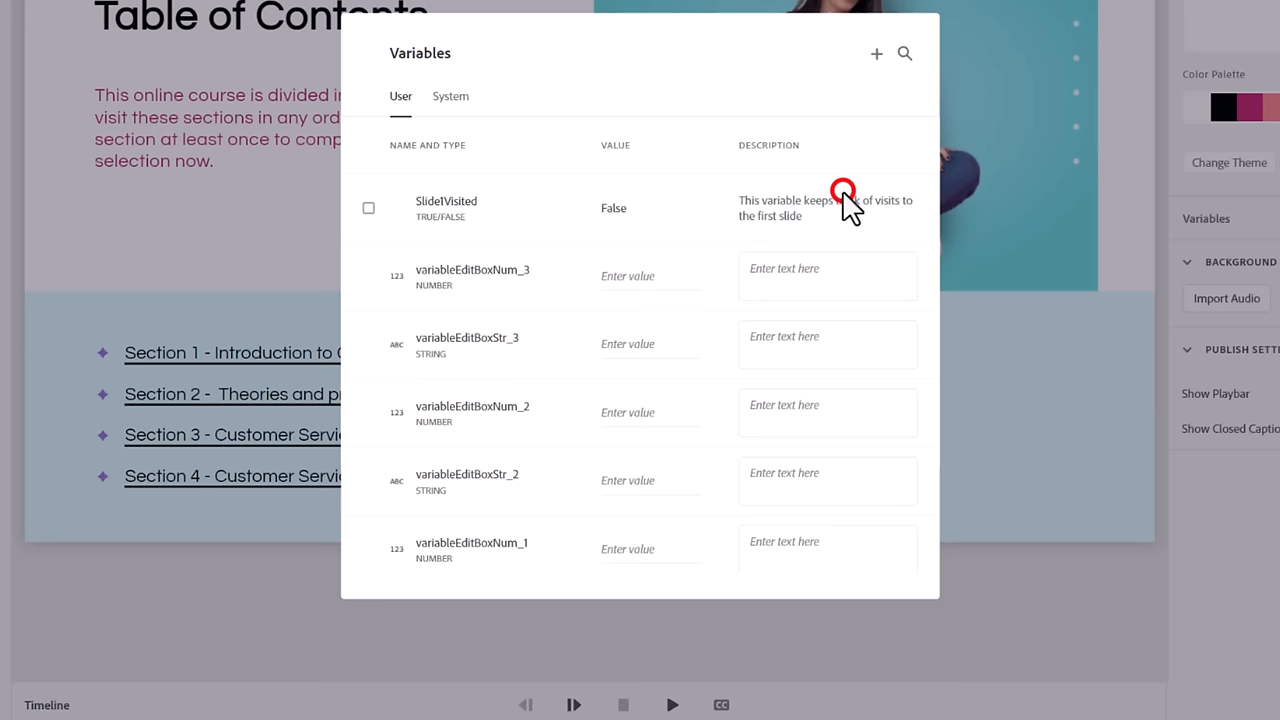 Table of Contents
This online course is divided i
visit these sections in any ord
section at least once to comp
selection now.
Section 1 - Introduction to
Section 2 - Theories and p
Section 3 - Customer Servi
Section 4 - Customer Servi
Variables
User System
NAME AND TYPE VALUE DESCRIPTION
Slide1Visited
TRUE/FALSE
False
This variable keeps of visits to
the first slide
123 variableEditBoxNum_3
NUMBER
Enter value
Enter text here
ABC variableEditBoxStr_3
STRING
Enter value
Enter text here
123 variableEditBoxNum_2
NUMBER
Enter value
Enter text here
ABC variableEditBoxStr_2
STRING
Enter value
Enter text here
123 variableEditBoxNum_1
NUMBER
Enter value
Enter text here
Color Palette
Change Theme
Variables
BACKGROUND
Import Audio
PUBLISH SETT
Show Playbar
Show Closed Captio
Timeline
CC